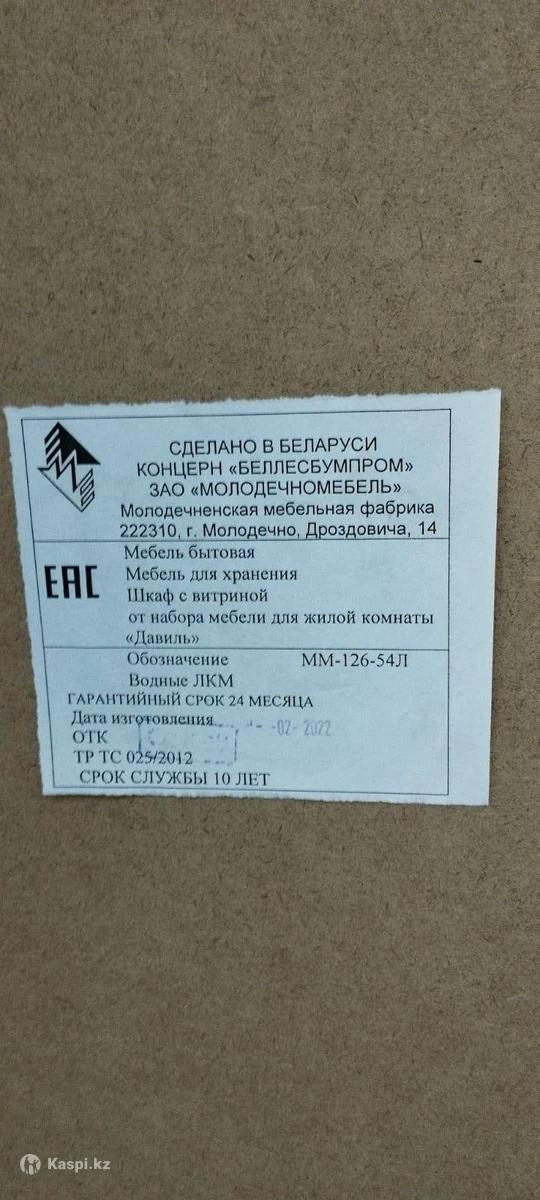 СДЕЛАНО В БЕЛАРУСИ
КОНЦЕРН «БЕЛЛЕСБУМПРОМ»
ЗАО «МОЛОДЕЧНОМЕБЕЛЬ»
Молодечненская мебельная фабрика
222310, г. Молодечно, Дроздовича, 14
ЕАС
Мебель бытовая
Мебель для хранения
Шкаф с витриной
от набора мебели для жилой комнаты
«Давиль»
Обозначение ММ-126-54Л
Водные ЛКМ
ГАРАНТИЙНЫЙ СРОК 24 МЕСЯЦА
Дата изготовления -02- 2022
ОТК
ТР ТС 025/2012
СРОК СЛУЖБЫ 10 ЛЕТ
Kaspi.kz